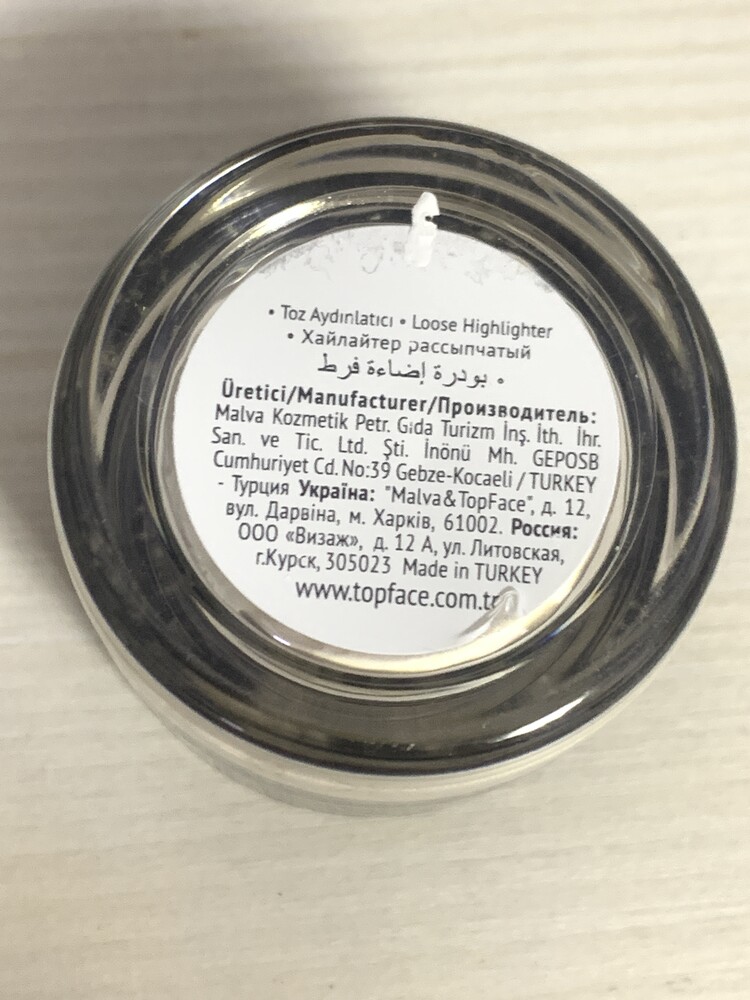 • Toz Aydınlatıcı • Loose Highlighter
• Хайлайтер рассыпчатый
• بودرة إضاءة فرط
Üretici/Manufacturer/Производитель:
Malva Kozmetik Petr. Gıda Turizm İnş. İth. İhr.
San. ve Tic. Ltd. Şti. İnönü Mh. GEPOSB
Cumhuriyet Cd. No:39 Gebze-Kocaeli / TURKEY
- Турция Україна: "Malva&TopFace", д. 12,
вул. Дарвіна, м. Харків, 61002. Россия:
ООО «Визаж», д. 12 А, ул. Литовская,
г.Курск, 305023 Made in TURKEY
www.topface.com.tr